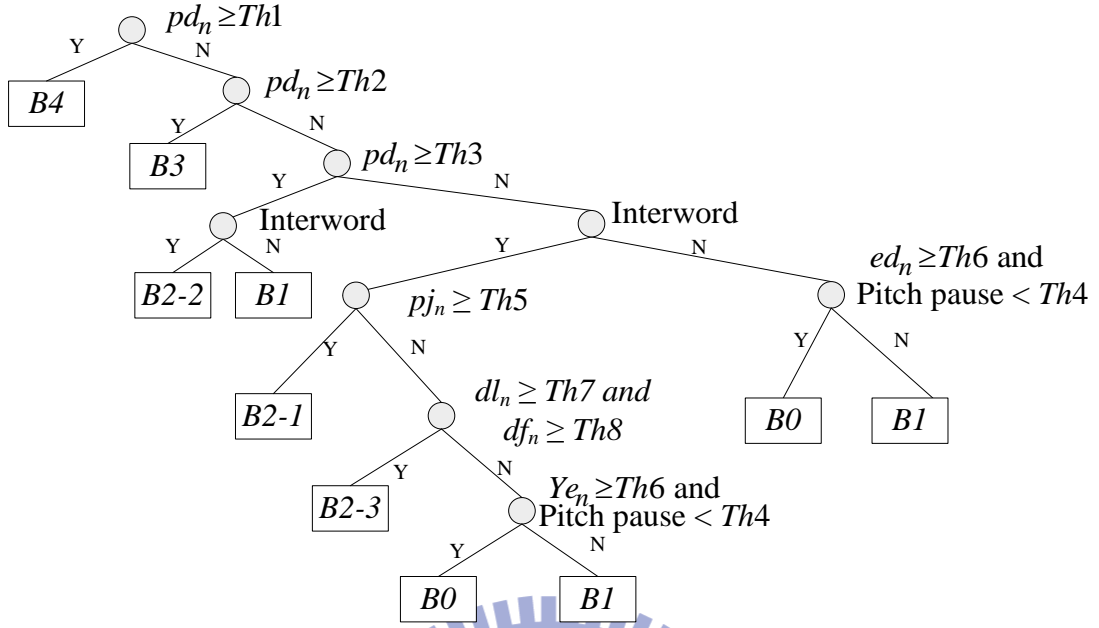 pdn ≥Th1
Y
N
B4
pdn ≥Th2
Y
N
B3
pdn ≥Th3
Y
N
Interword
Interword
Y
N
Y
N
B2-2
B1
edn ≥Th6 and
Pitch pause < Th4
pjn ≥ Th5
Y
N
Y
N
B2-1
dln ≥ Th7 and
dfn ≥ Th8
B0
B1
Y
N
B2-3
Yen ≥Th6 and
Pitch pause < Th4
Y
N
B0
B1